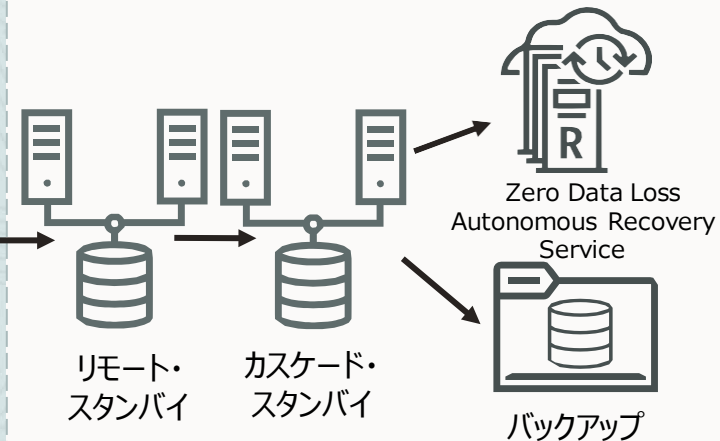 R
Zero Data Loss
Autonomous Recovery
Service
リモート・
スタンバイ
カスケード・
スタンバイ
バックアップ